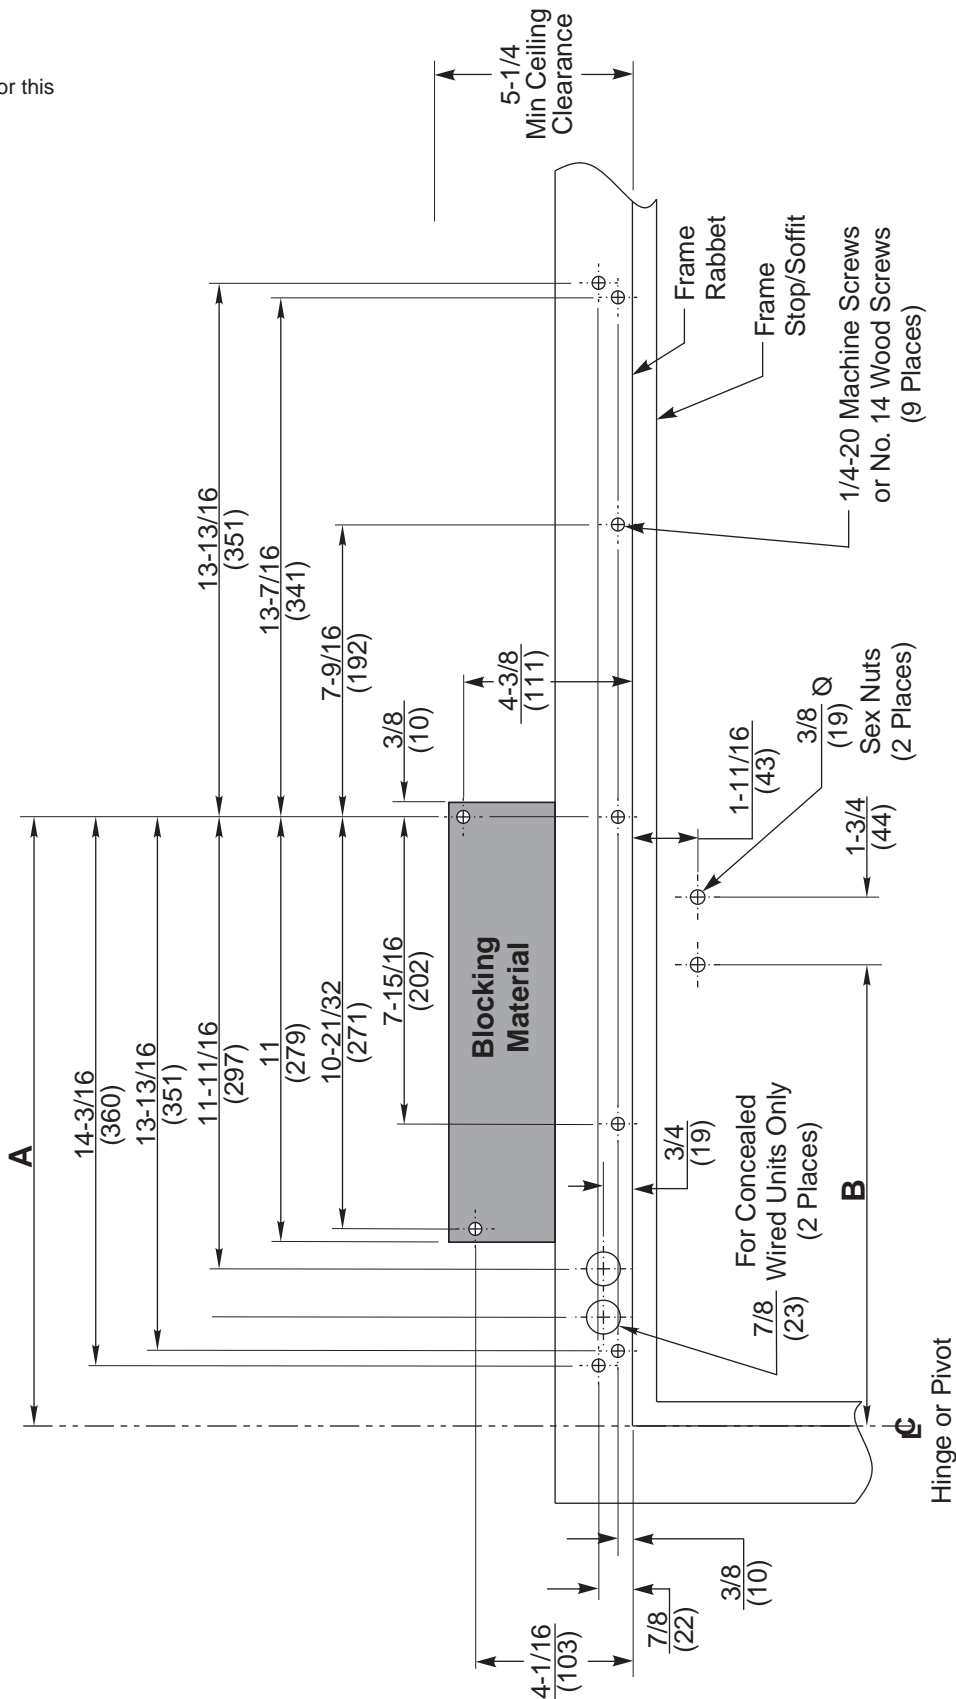 or this
5-1/4
Min Ceiling
Clearance
13-13/16
(351)
13-7/16
(341)
7-9/16
(192)
3/8
(10)
4-3/8
(111)
Frame
Rabbet
Frame
Stop/Soffit
1/4-20 Machine Screws
or No. 14 Wood Screws
(9 Places)
A
14-3/16
(360)
13-13/16
(351)
11-11/16
(297)
11
(279)
10-21/32
(271)
7-15/16
(202)
Blocking
Material
1-11/16
(43)
3/8 Ø
(19)
Sex Nuts
(2 Places)
1-3/4
(44)
3/4
(19)
For Concealed
Wired Units Only
(2 Places)
7/8
(23)
B
4-1/16
(103)
7/8
(22)
3/8
(10)
℄
Hinge or Pivot